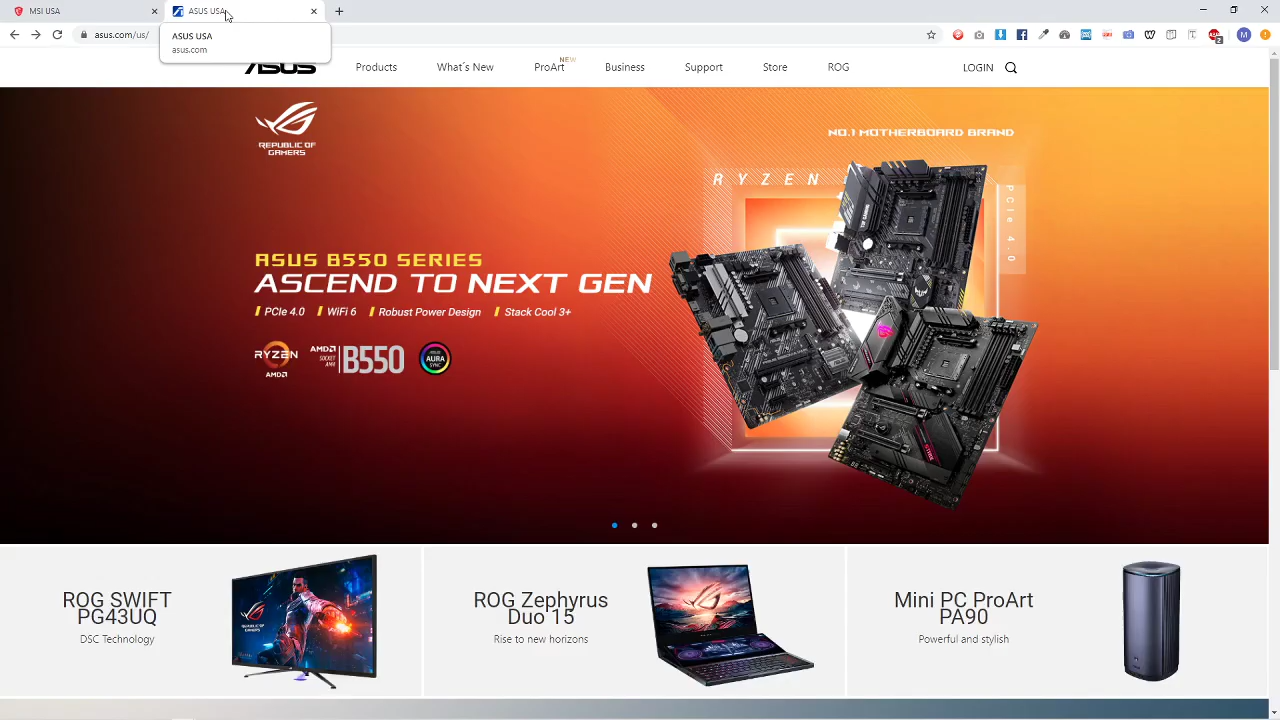 MSI USA
ASUS USA
asus.com/us/
ASUS USA
asus.com
ASUS
Products
What's New
ProArt
NEW
Business
Support
Store
ROG
LOGIN
REPUBLIC OF
GAMERS
NO.1 MOTHERBOARD BRAND
RYZEN
PCIe 4.0
ASUS B550 SERIES
ASCEND TO NEXT GEN
PCIe 4.0
WiFi 6
Robust Power Design
Stack Cool 3+
RYZEN
AMD
AMD
SOCKET
AM4
B550
ASUS
AURA
SYNC
ROG SWIFT
PG43UQ
DSC Technology
ROG Zephyrus
Duo 15
Rise to new horizons
Mini PC ProArt
PA90
Powerful and stylish